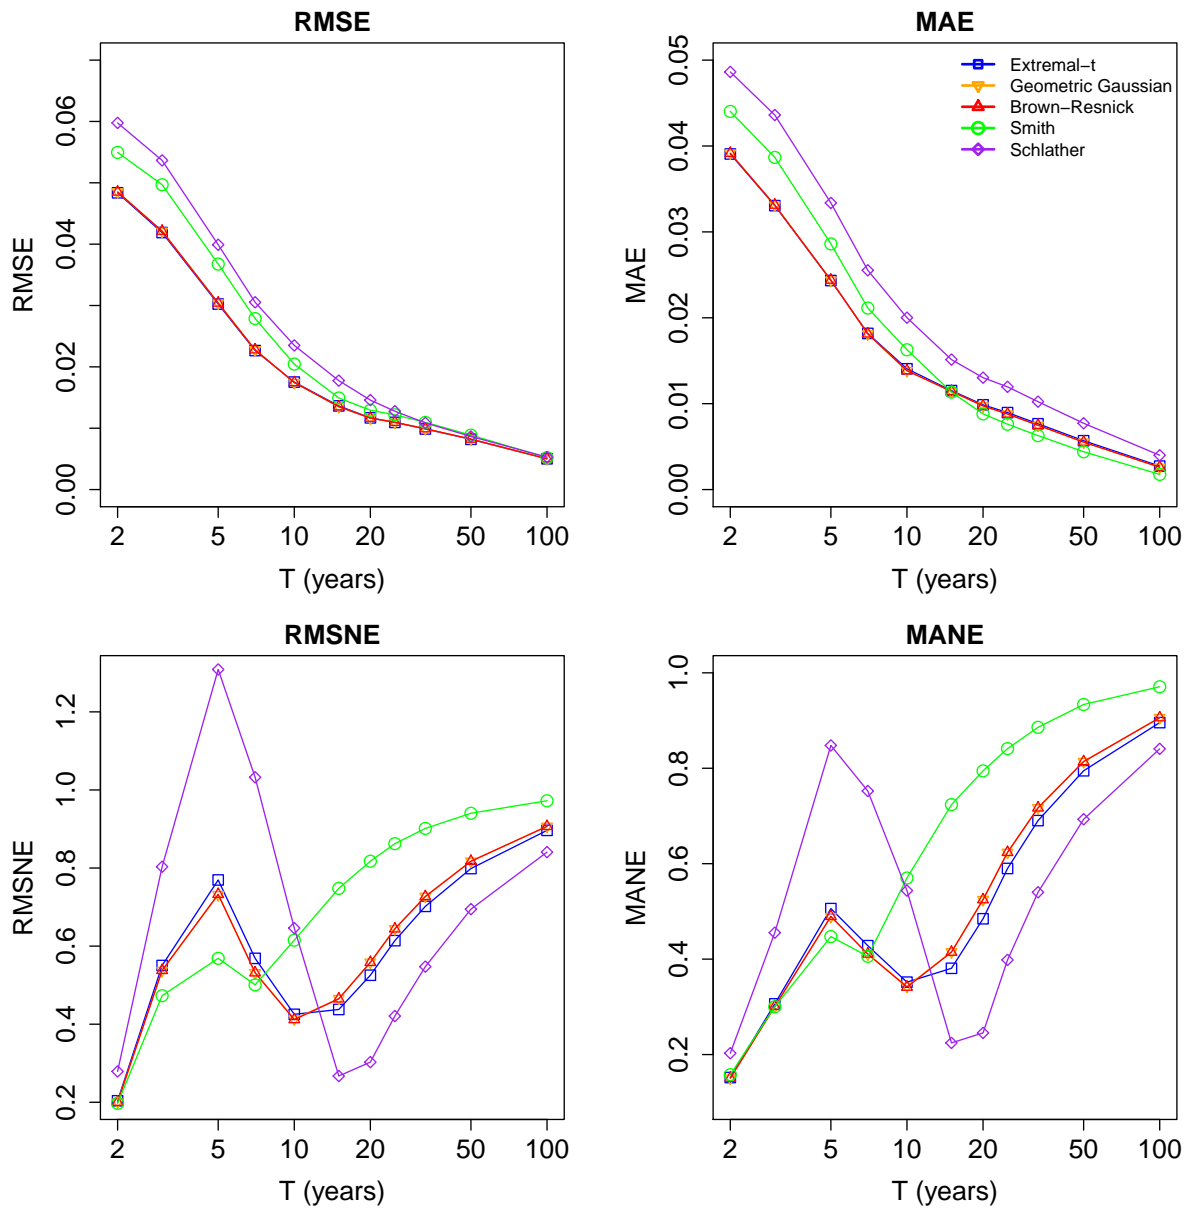 RMSE
RMSE
0.00 0.02 0.04 0.06
2 5 10 20 50 100
T (years)
MAE
MAE
0.00 0.01 0.02 0.03 0.04 0.05
Extremal−t
Geometric Gaussian
Brown−Resnick
Smith
Schlather
2 5 10 20 50 100
T (years)
RMSNE
RMSNE
0.2 0.4 0.6 0.8 1.0 1.2
2 5 10 20 50 100
T (years)
MANE
MANE
0.2 0.4 0.6 0.8 1.0
2 5 10 20 50 100
T (years)